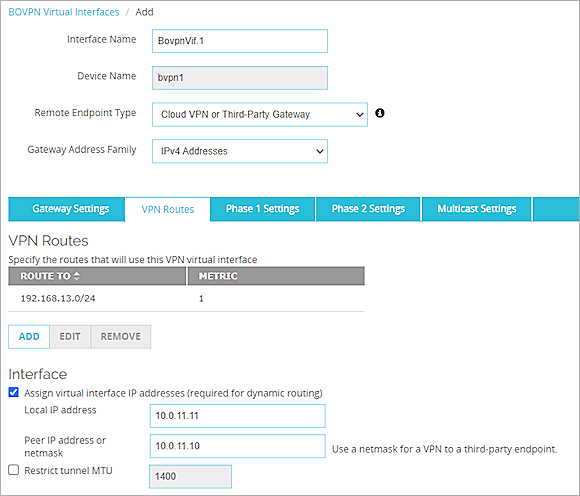 BOVPN Virtual Interfaces / Add
Interface Name BovpnVif.1
Device Name bvpn1
Remote Endpoint Type Cloud VPN or Third-Party Gateway
Gateway Address Family IPv4 Addresses
Gateway Settings VPN Routes Phase 1 Settings Phase 2 Settings Multicast Settings
VPN Routes
Specify the routes that will use this VPN virtual interface
ROUTE TO METRIC
192.168.13.0/24 1
ADD EDIT REMOVE
Interface
Assign virtual interface IP addresses (required for dynamic routing)
Local IP address 10.0.11.11
Peer IP address or
netmask 10.0.11.10 Use a netmask for a VPN to a third-party endpoint.
Restrict tunnel MTU 1400